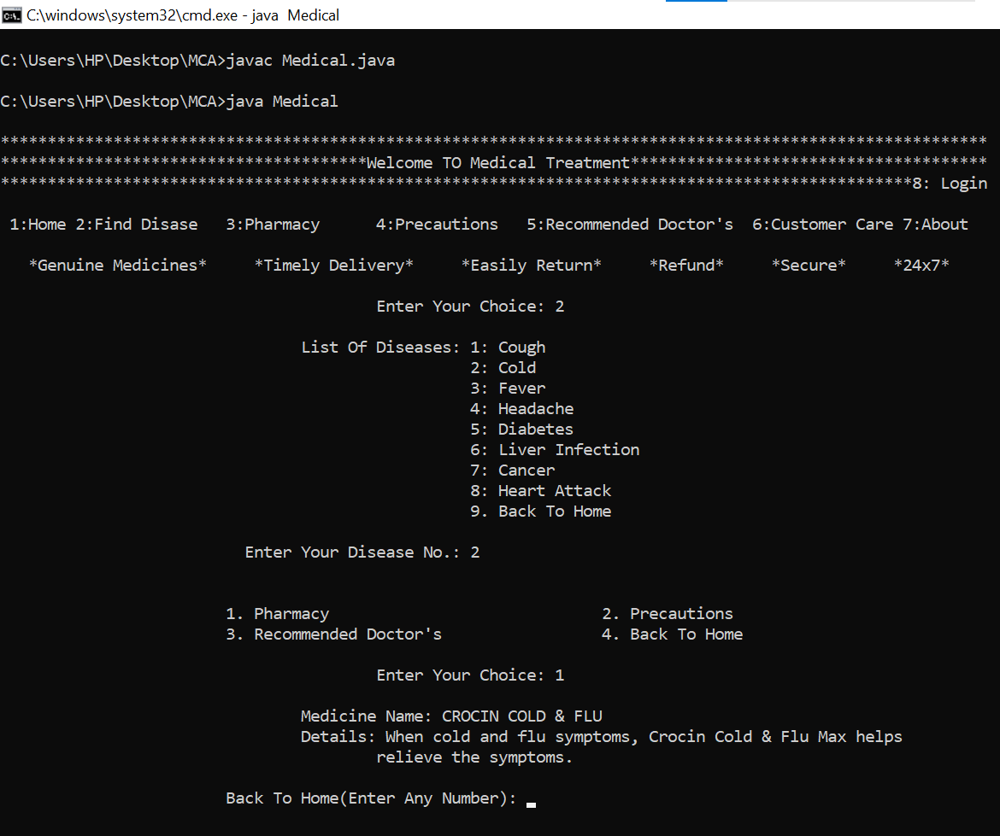 C:\windows\system32\cmd.exe - java  Medical
C:\Users\HP\Desktop\MCA>javac Medical.java
C:\Users\HP\Desktop\MCA>java Medical
*********************************************************************************************************
***************************************Welcome TO Medical Treatment**************************************
*************************************************************************************************8: Login
1:Home 2:Find Disase   3:Pharmacy      4:Precautions   5:Recommended Doctor's  6:Customer Care 7:About
*Genuine Medicines*     *Timely Delivery*     *Easily Return*     *Refund*     *Secure*     *24x7*
Enter Your Choice: 2
List Of Diseases: 1: Cough
2: Cold
3: Fever
4: Headache
5: Diabetes
6: Liver Infection
7: Cancer
8: Heart Attack
9. Back To Home
Enter Your Disease No.: 2
1. Pharmacy                             2. Precautions
3. Recommended Doctor's                 4. Back To Home
Enter Your Choice: 1
Medicine Name: CROCIN COLD & FLU
Details: When cold and flu symptoms, Crocin Cold & Flu Max helps
relieve the symptoms.
Back To Home(Enter Any Number):